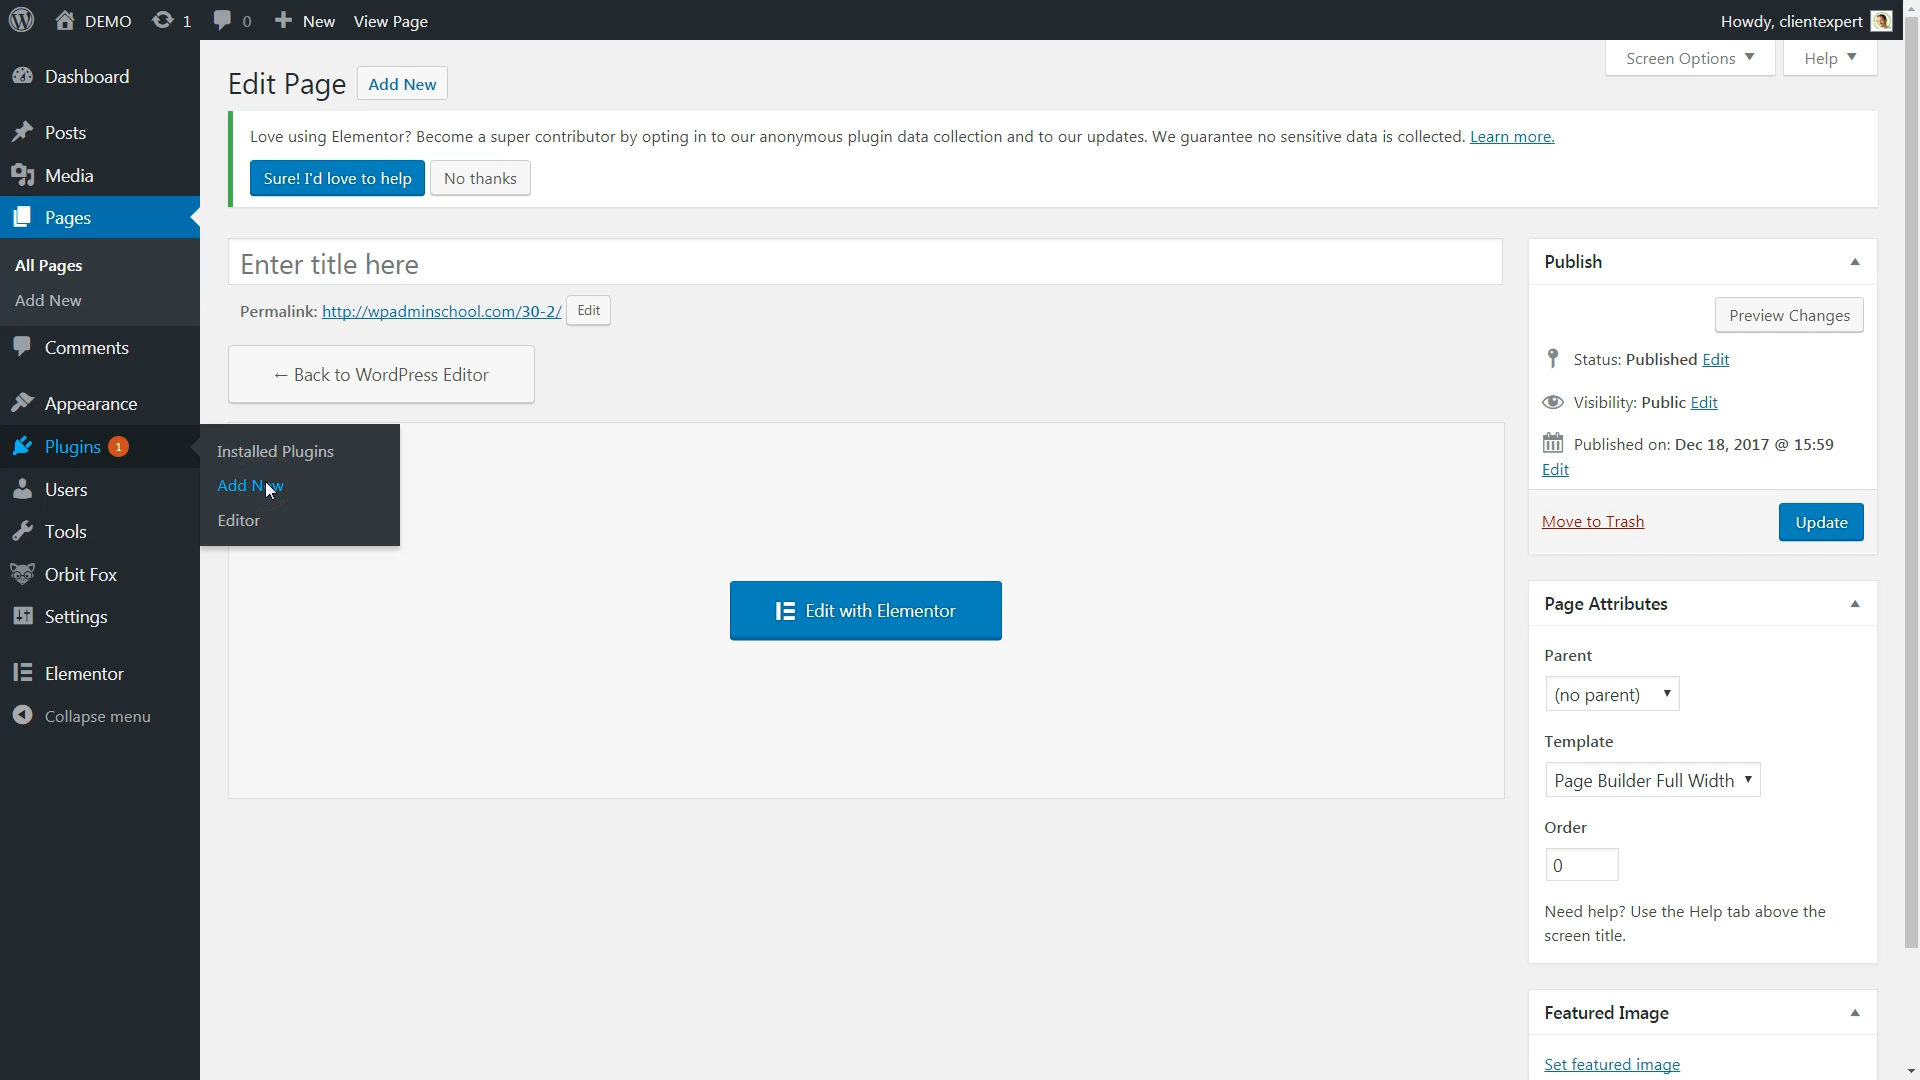 DEMO 1 0 New View Page
Howdy, clientexpert
Dashboard
Posts
Media
Pages
All Pages
Add New
Comments
Appearance
Plugins 1
Users
Tools
Orbit Fox
Settings
Elementor
Collapse menu
Installed Plugins
Add New
Editor
Screen Options
Help
Edit Page
Add New
Love using Elementor? Become a super contributor by opting in to our anonymous plugin data collection and to our updates. We guarantee no sensitive data is collected. Learn more.
Sure! I'd love to help
No thanks
Enter title here
Permalink: http://wpadminschool.com/30-2/ Edit
← Back to WordPress Editor
Edit with Elementor
Publish
Preview Changes
Status: Published Edit
Visibility: Public Edit
Published on: Dec 18, 2017 @ 15:59
Edit
Move to Trash
Update
Page Attributes
Parent
(no parent)
Template
Page Builder Full Width
Order
0
Need help? Use the Help tab above the
screen title.
Featured Image
Set featured image